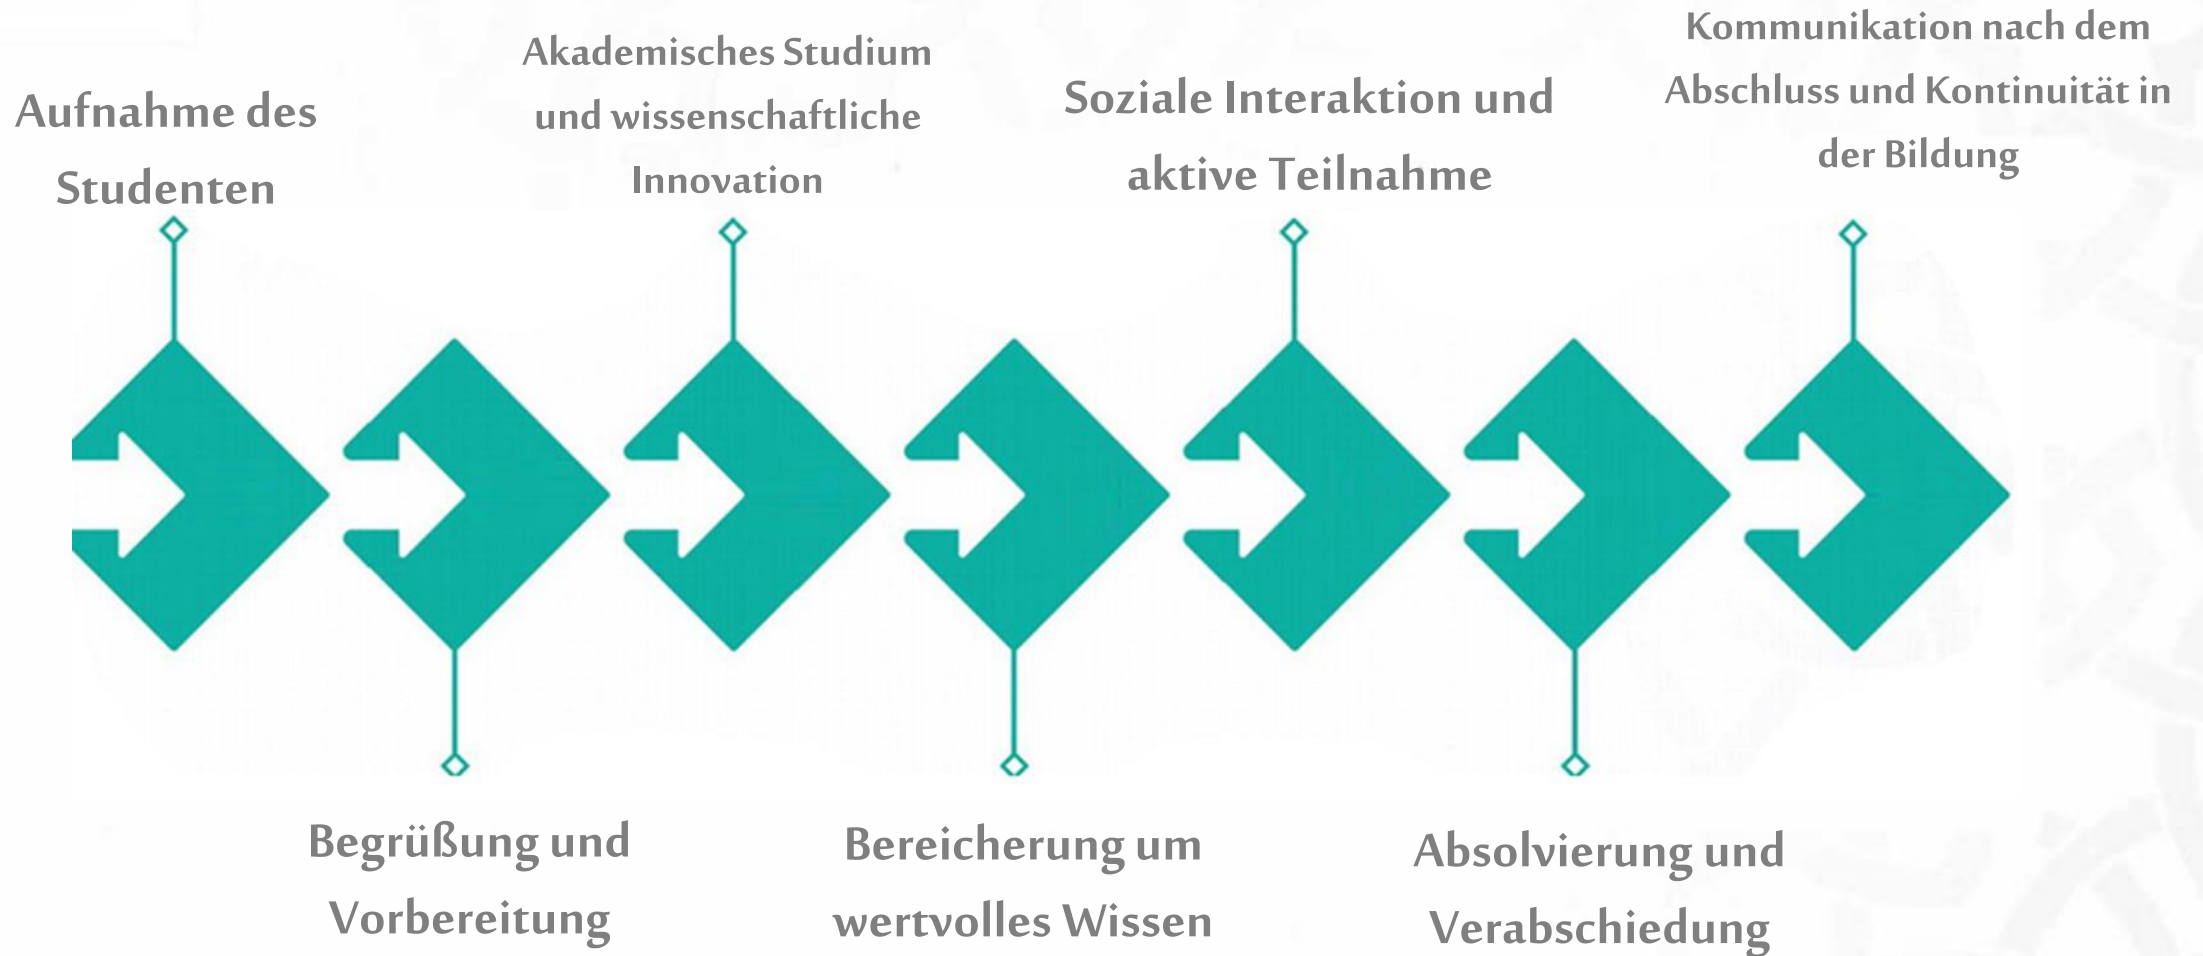 Aufnahme des
Studenten
Begrüßung und
Vorbereitung
Akademisches Studium
und wissenschaftliche
Innovation
Bereicherung um
wertvolles Wissen
Soziale Interaktion und
aktive Teilnahme
Absolvierung und
Verabschiedung
Kommunikation nach dem
Abschluss und Kontinuität in
der Bildung